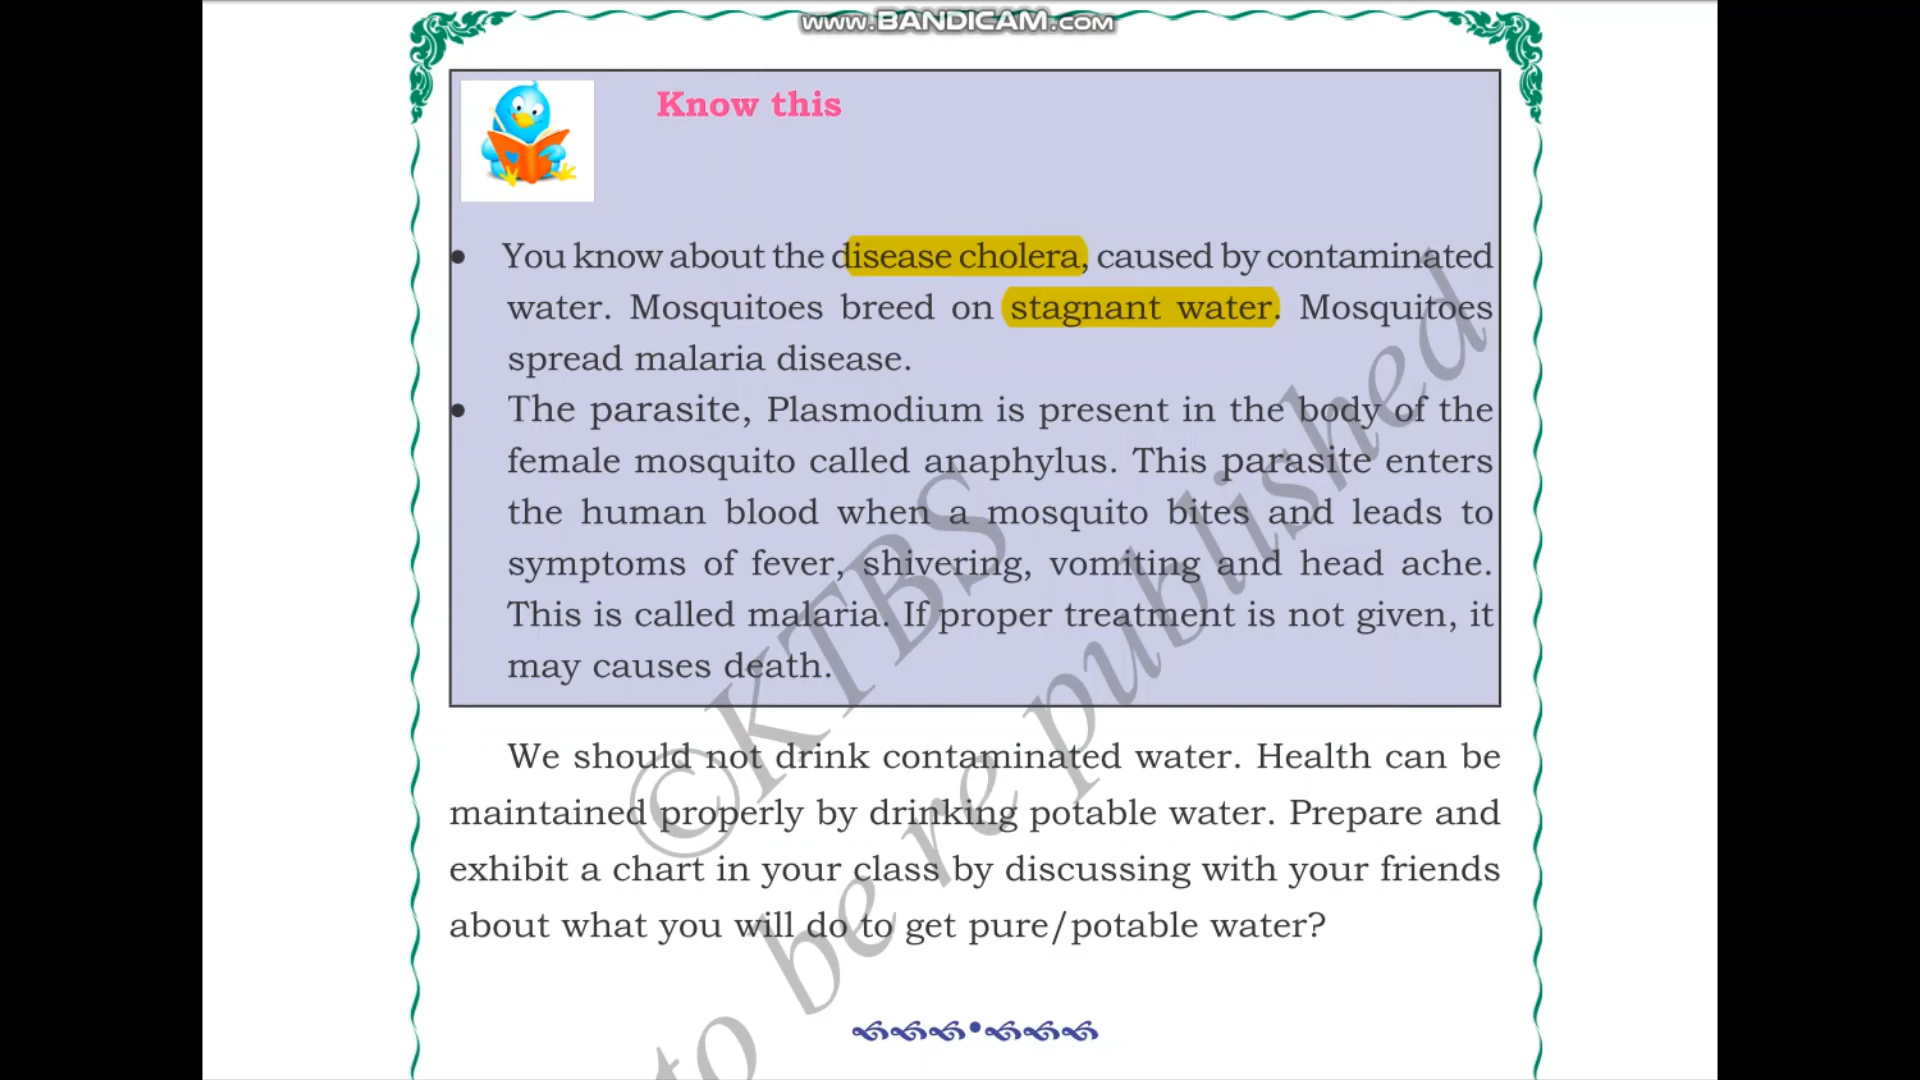 www.BANDICAM.com
Know this
• You know about the disease cholera, caused by contaminated
water. Mosquitoes breed on stagnant water. Mosquitoes
spread malaria disease.
• The parasite, Plasmodium is present in the body of the
female mosquito called anaphylus. This parasite enters
the human blood when a mosquito bites and leads to
symptoms of fever, shivering, vomiting and head ache.
This is called malaria. If proper treatment is not given, it
may causes death.
We should not drink contaminated water. Health can be
maintained properly by drinking potable water. Prepare and
exhibit a chart in your class by discussing with your friends
about what you will do to get pure/potable water?
©KTBS
to be re published